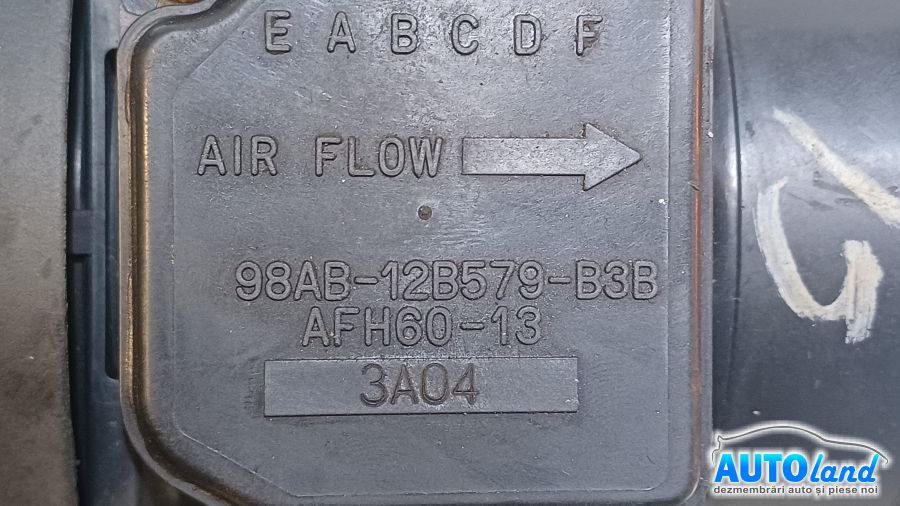 E A B C D F
AIR FLOW
98AB-12B579-B3B
AFH60-13
3A04
AUTOland
dezmembrări auto și piese noi